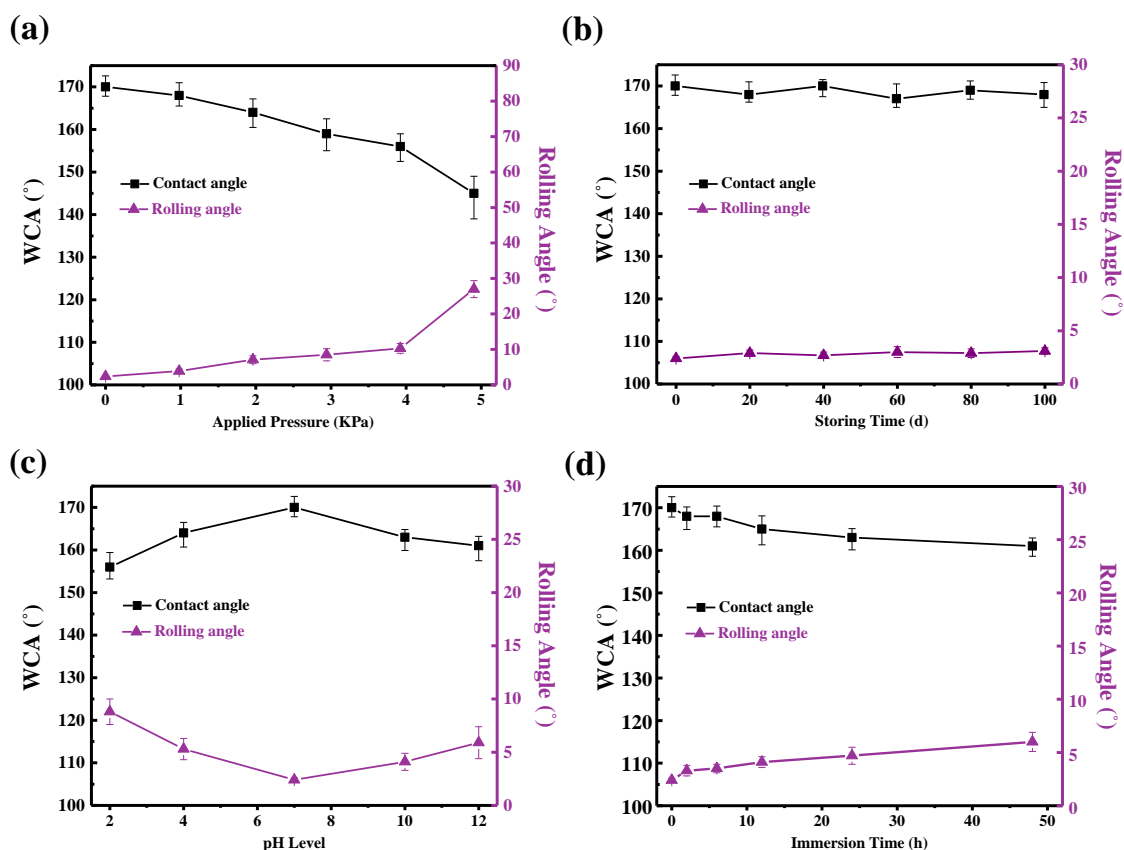 (a)
170
160
150
140
130
120
110
100
WCA (°)
90
80
70
60
50
40
30
20
10
0
Rolling Angle (°)
Contact angle
Rolling angle
0 1 2 3 4 5
Applied Pressure (KPa)
(b)
170
160
150
140
130
120
110
100
WCA (°)
30
25
20
15
10
5
0
Rolling Angle (°)
Contact angle
Rolling angle
0 20 40 60 80 100
Storing Time (d)
(c)
170
160
150
140
130
120
110
100
WCA (°)
30
25
20
15
10
5
0
Rolling Angle (°)
Contact angle
Rolling angle
2 4 6 8 10 12
pH Level
(d)
170
160
150
140
130
120
110
100
WCA (°)
30
25
20
15
10
5
0
Rolling Angle (°)
Contact angle
Rolling angle
0 10 20 30 40 50
Immersion Time (h)